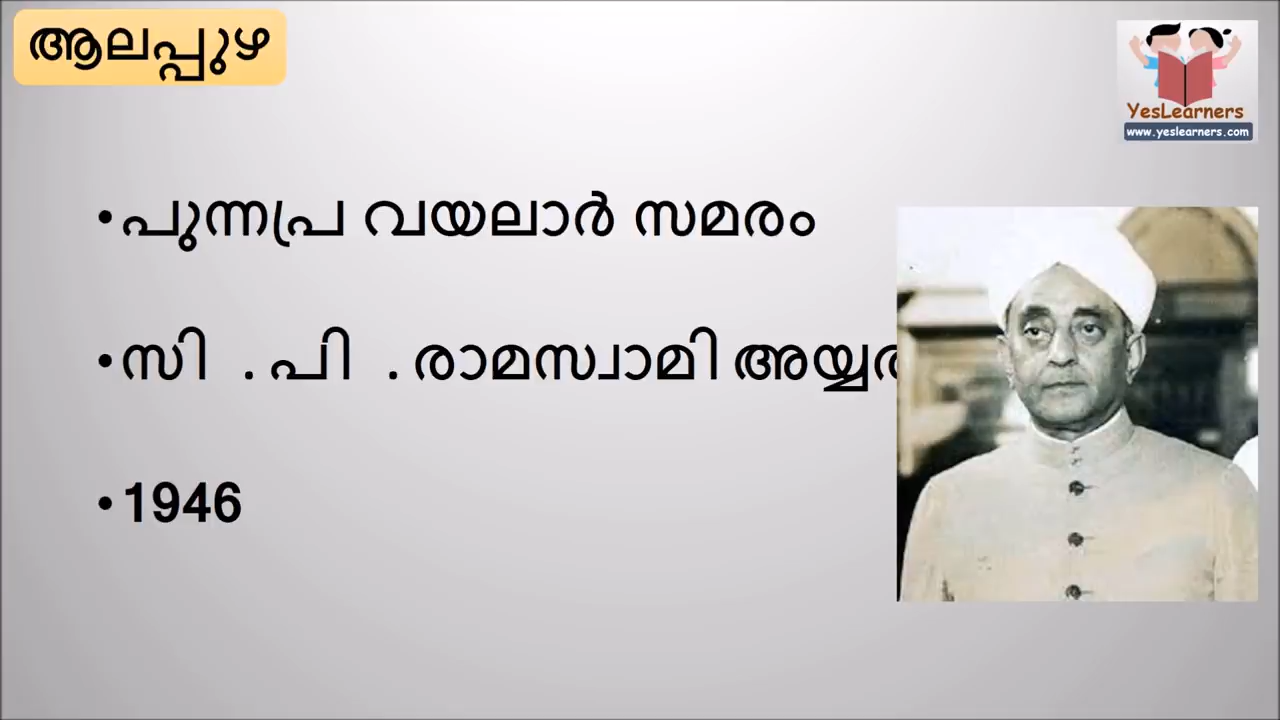 ആലപ്പുഴ
YesLearners
www.yeslearners.com
•പുന്നപ്ര വയലാർ സമരം
•സി .പി .രാമസ്വാമി
•1946